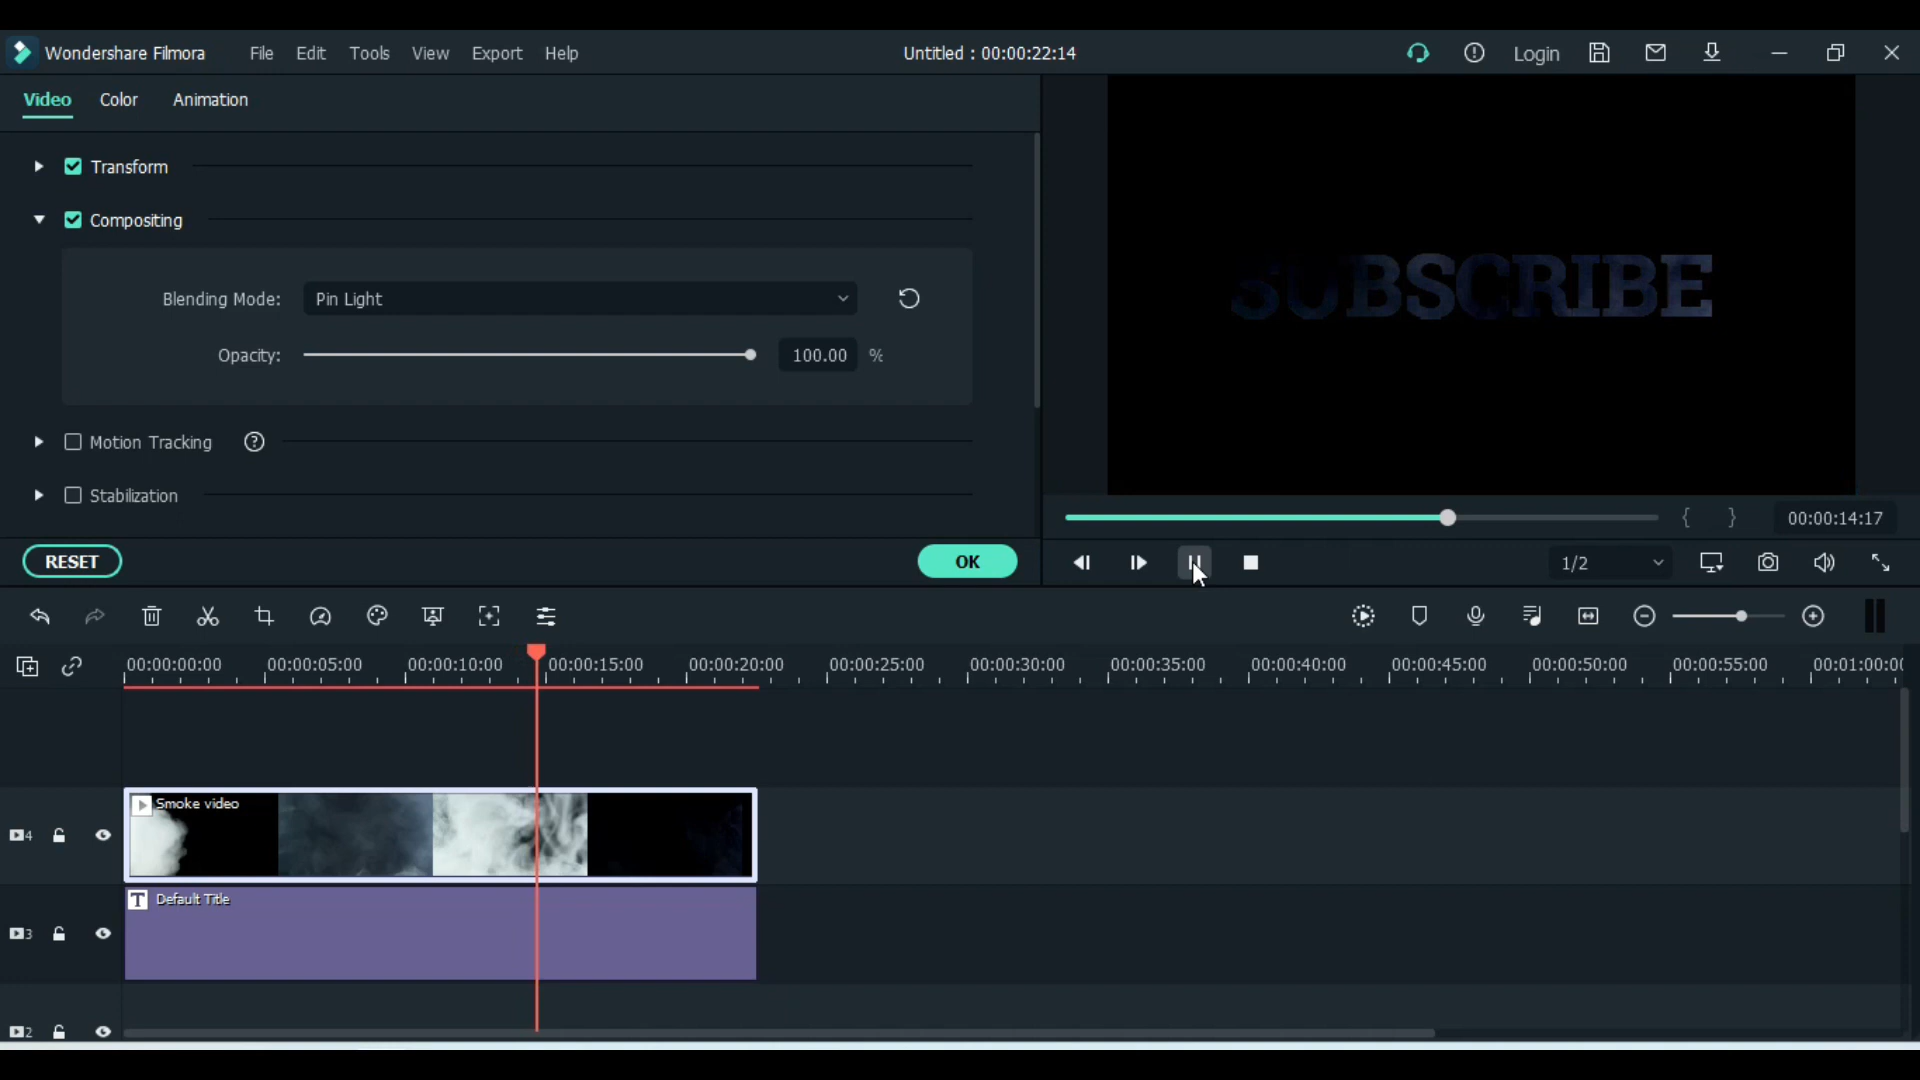 Wondershare Filmora File Edit Tools View Export Help Untitled : 00:00:22:14 Login
Video Color Animation
Transform
Compositing
Blending Mode: Pin Light
Opacity: 100.00 %
Motion Tracking ?
Stabilization
RESET OK
SUBSCRIBE
{ } 00:00:14:17
1/2
00:00:00:00 00:00:05:00 00:00:10:00 00:00:15:00 00:00:20:00 00:00:25:00 00:00:30:00 00:00:35:00 00:00:40:00 00:00:45:00 00:00:50:00 00:00:55:00 00:01:00:0
Smoke video
4
T Default Title
3
2